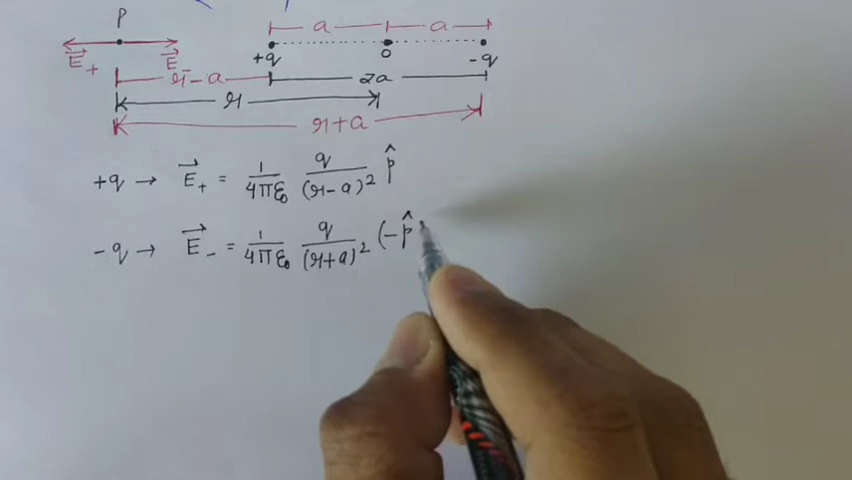 P
a a
E⃗₊ E⃗₋ +q O -q
r-a 2a
r
r+a
+q → E⃗₊ = 1/4πε₀ q/(r-a)² p̂
-q → E⃗₋ = 1/4πε₀ q/(r+a)² (-p̂)